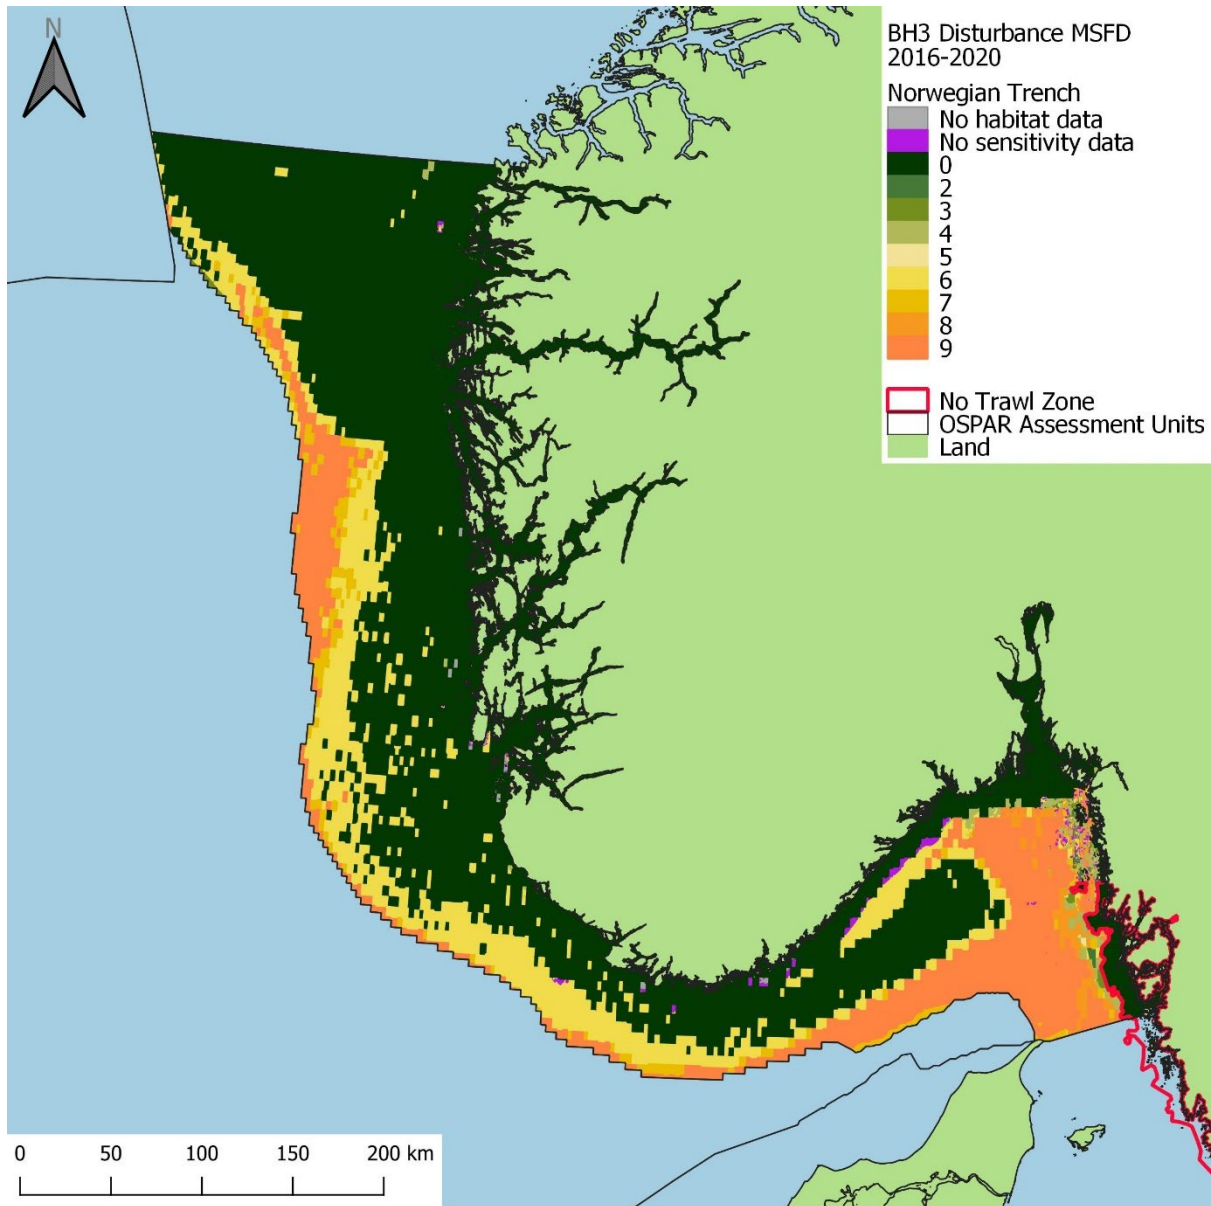 N
BH3 Disturbance MSFD
2016-2020
Norwegian Trench
No habitat data
No sensitivity data
0
2
3
4
5
6
7
8
9
No Trawl Zone
OSPAR Assessment Units
Land
0 50 100 150 200 km